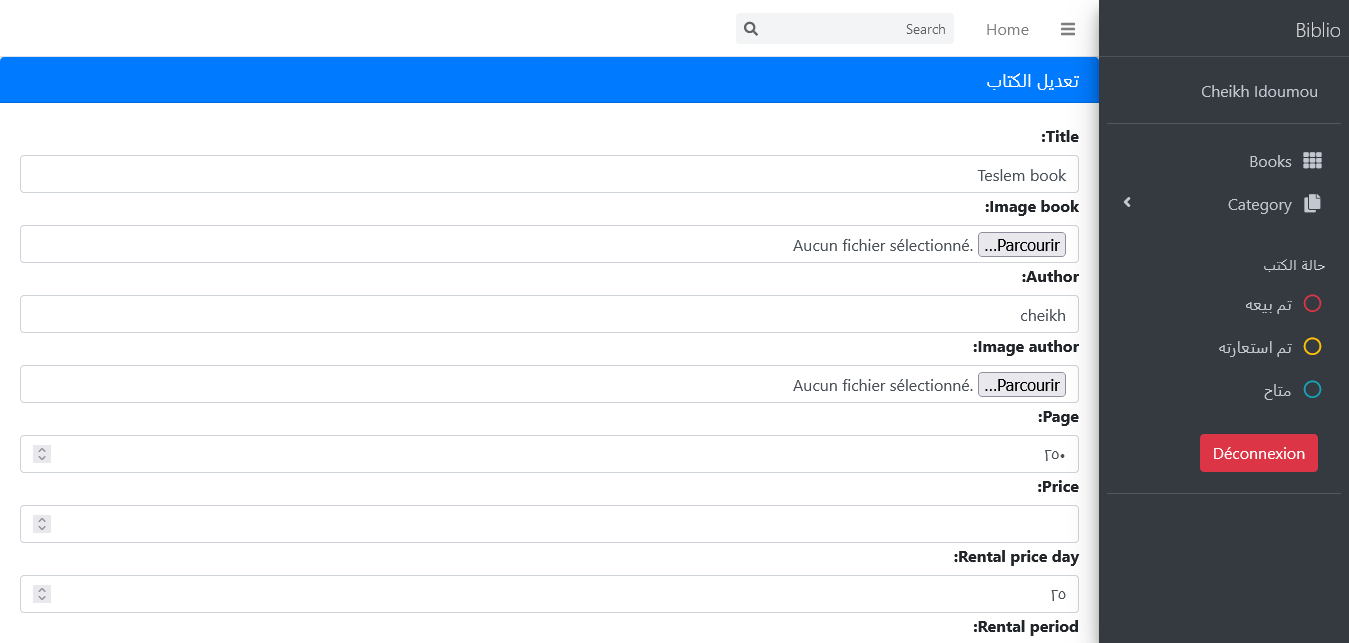 Biblio
Cheikh Idoumou
Books
Category
حالة الكتب
تم بيعه
تم استعارته
متاح
Déconnexion
Home
Search
تعديل الكتاب
Title:
Teslem book
Image book:
Parcourir... Aucun fichier sélectionné.
Author:
cheikh
Image author:
Parcourir... Aucun fichier sélectionné.
Page:
٢٥٠
Price:
Rental price day:
٢٥
Rental period: